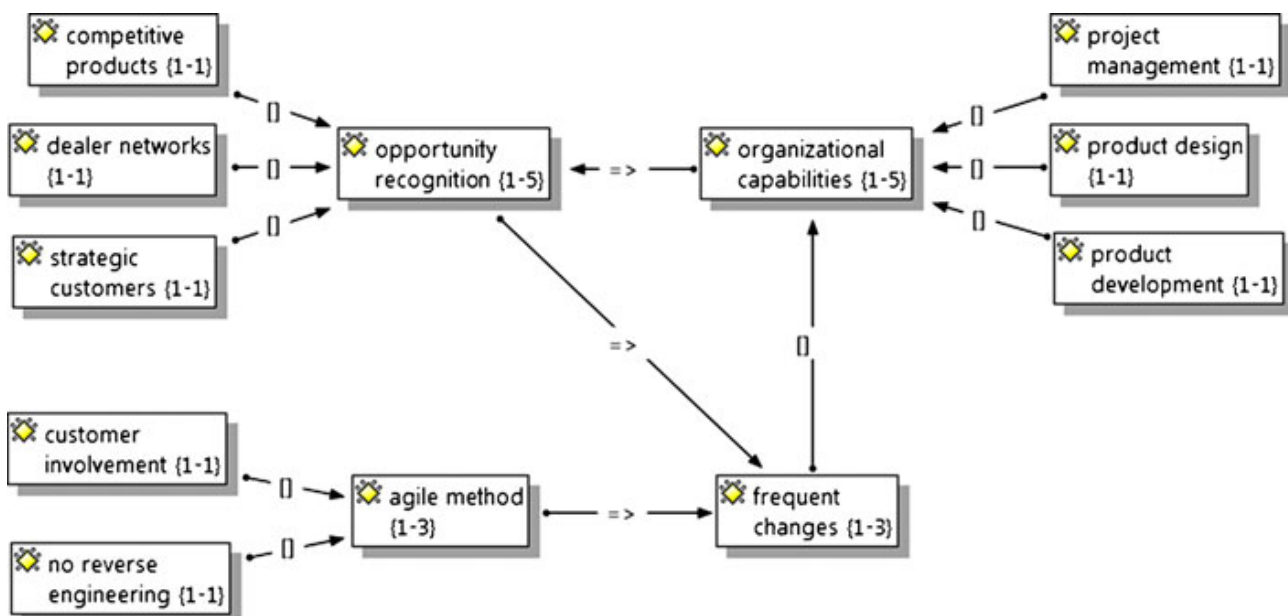 competitive
products {1-1}
dealer networks
{1-1}
strategic
customers {1-1}
[]
[]
[]
opportunity
recognition {1-5}
= >
organizational
capabilities {1-5}
[]
[]
[]
project
management {1-1}
product design
{1-1}
product
development {1-1}
= >
[]
customer
involvement {1-1}
no reverse
engineering {1-1}
[]
[]
agile method
{1-3}
= >
frequent
changes {1-3}